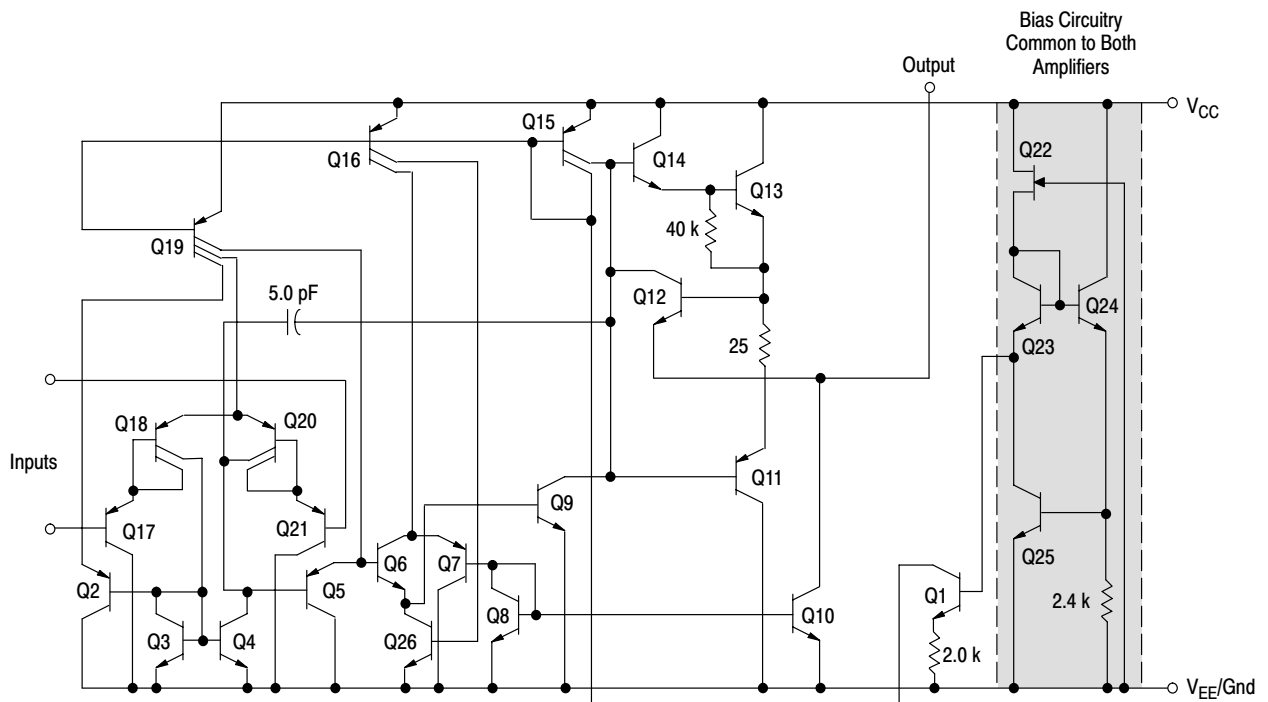 Bias Circuitry
Common to Both
Amplifiers
Output
VCC
Q15
Q16
Q14
Q22
Q13
Q19
40 k
5.0 pF
Q12
Q24
25
Q23
Q18
Q20
Inputs
Q11
Q9
Q17
Q21
Q6
Q7
Q25
Q2
Q5
Q8
Q10
Q1
2.4 k
Q3
Q4
Q26
2.0 k
VEE/Gnd